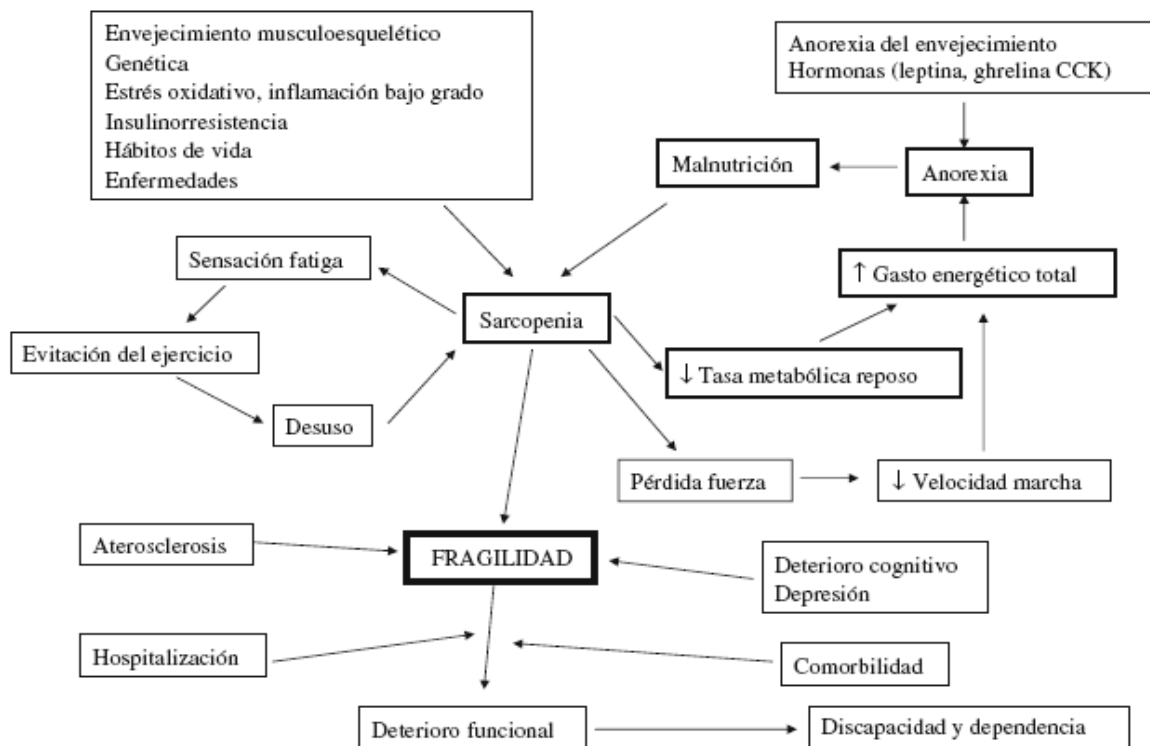 Envejecimiento musculoesquelético
Genética
Estrés oxidativo, inflamación bajo grado
Insulinorresistencia
Hábitos de vida
Enfermedades
Anorexia del envejecimiento
Hormonas (leptina, ghrelina CCK)
Malnutrición
Anorexia
Sensación fatiga
↑ Gasto energético total
Sarcopenia
Evitación del ejercicio
↓ Tasa metabólica reposo
Desuso
Pérdida fuerza
↓ Velocidad marcha
Aterosclerosis
FRAGILIDAD
Deterioro cognitivo
Depresión
Hospitalización
Comorbilidad
Deterioro funcional
Discapacidad y dependencia